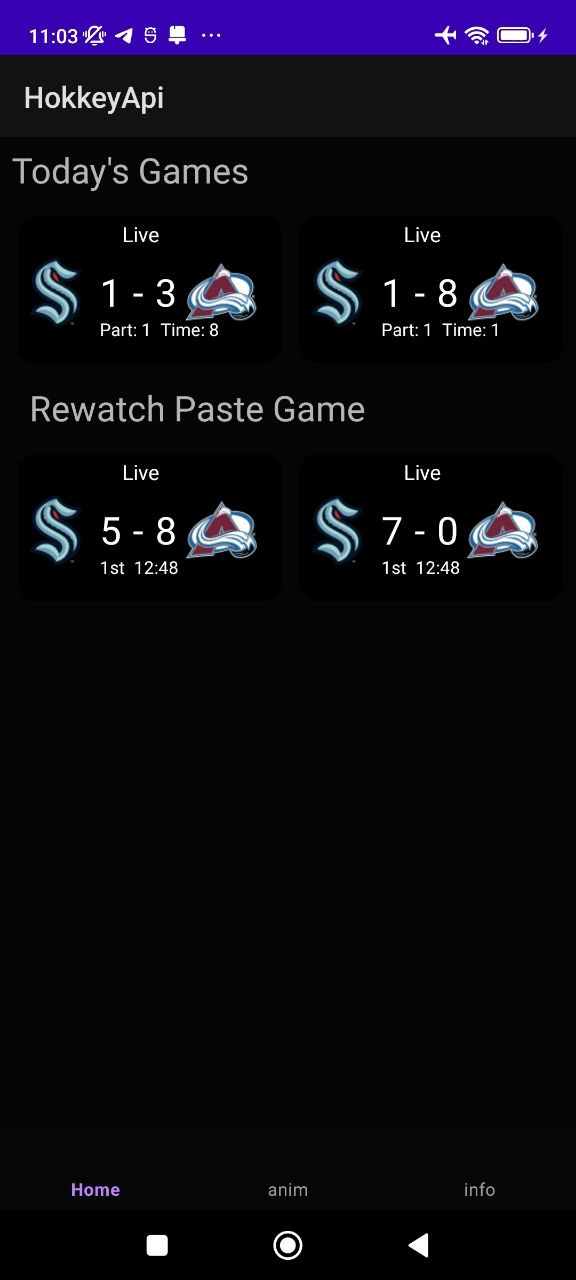 11:03
HokkeyApi
Today's Games
Live Live
1 - 3 1 - 8
Part: 1 Time: 8 Part: 1 Time: 1
Rewatch Paste Game
Live Live
5 - 8 7 - 0
1st 12:48 1st 12:48
Home anim info